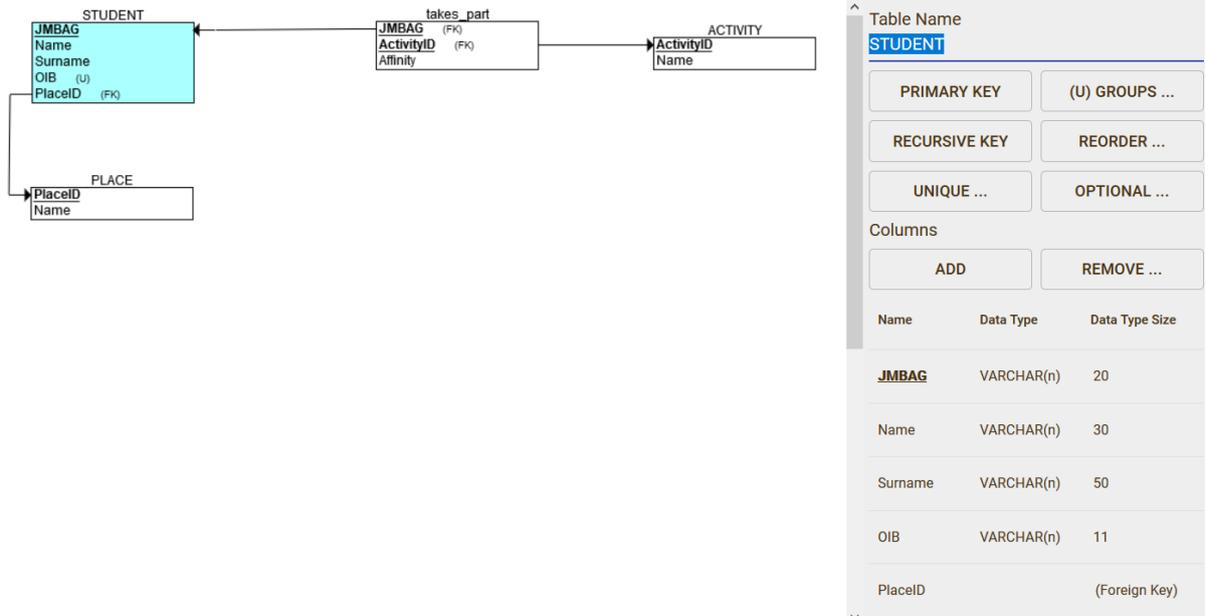 STUDENT
JMBAG
Name
Surname
OIB (U)
PlaceID (FK)
takes_part
JMBAG (FK)
ActivityID (FK)
Affinity
ACTIVITY
ActivityID
Name
PLACE
PlaceID
Name
Table Name
STUDENT
PRIMARY KEY (U) GROUPS ...
RECURSIVE KEY REORDER ...
UNIQUE ... OPTIONAL ...
Columns
ADD REMOVE ...
Name Data Type Data Type Size
JMBAG VARCHAR(n) 20
Name VARCHAR(n) 30
Surname VARCHAR(n) 50
OIB VARCHAR(n) 11
PlaceID (Foreign Key)